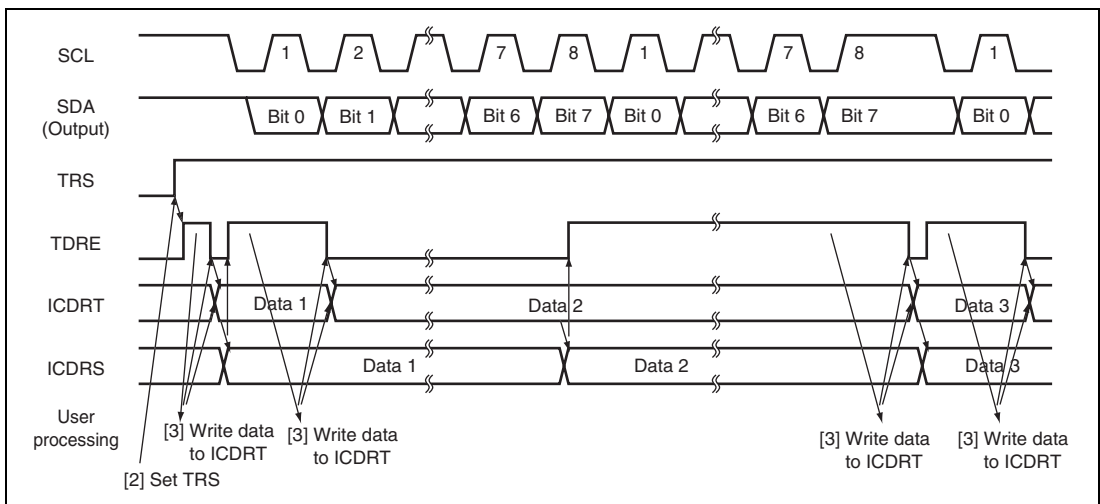 SCL 1 2 7 8 1 7 8 1
SDA
(Output)
Bit 0 Bit 1 Bit 6 Bit 7 Bit 0 Bit 6 Bit 7 Bit 0
TRS
TDRE
ICDRT Data 1 Data 2 Data 3
ICDRS Data 1 Data 2 Data 3
User
processing
[3] Write data
to ICDRT
[3] Write data
to ICDRT
[3] Write data
to ICDRT
[3] Write data
to ICDRT
[2] Set TRS